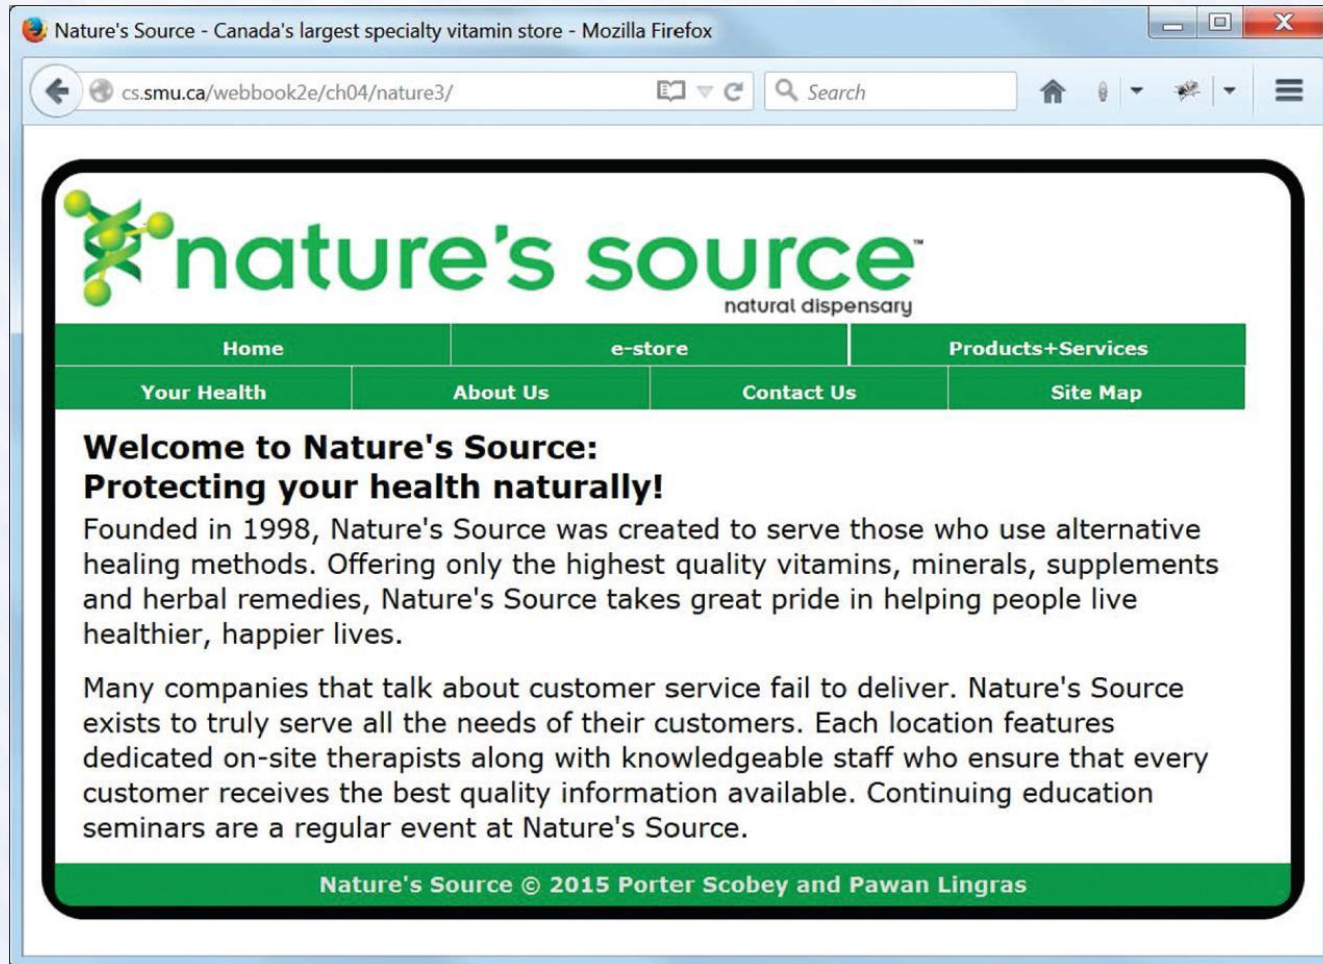 Nature's Source - Canada's largest specialty vitamin store - Mozilla Firefox
cs.smu.ca/webbook2e/ch04/nature3/ Search
nature's source™
natural dispensary
Home e-store Products+Services
Your Health About Us Contact Us Site Map
Welcome to Nature's Source:
Protecting your health naturally!
Founded in 1998, Nature's Source was created to serve those who use alternative
healing methods. Offering only the highest quality vitamins, minerals, supplements
and herbal remedies, Nature's Source takes great pride in helping people live
healthier, happier lives.
Many companies that talk about customer service fail to deliver. Nature's Source
exists to truly serve all the needs of their customers. Each location features
dedicated on-site therapists along with knowledgeable staff who ensure that every
customer receives the best quality information available. Continuing education
seminars are a regular event at Nature's Source.
Nature's Source © 2015 Porter Scobey and Pawan Lingras